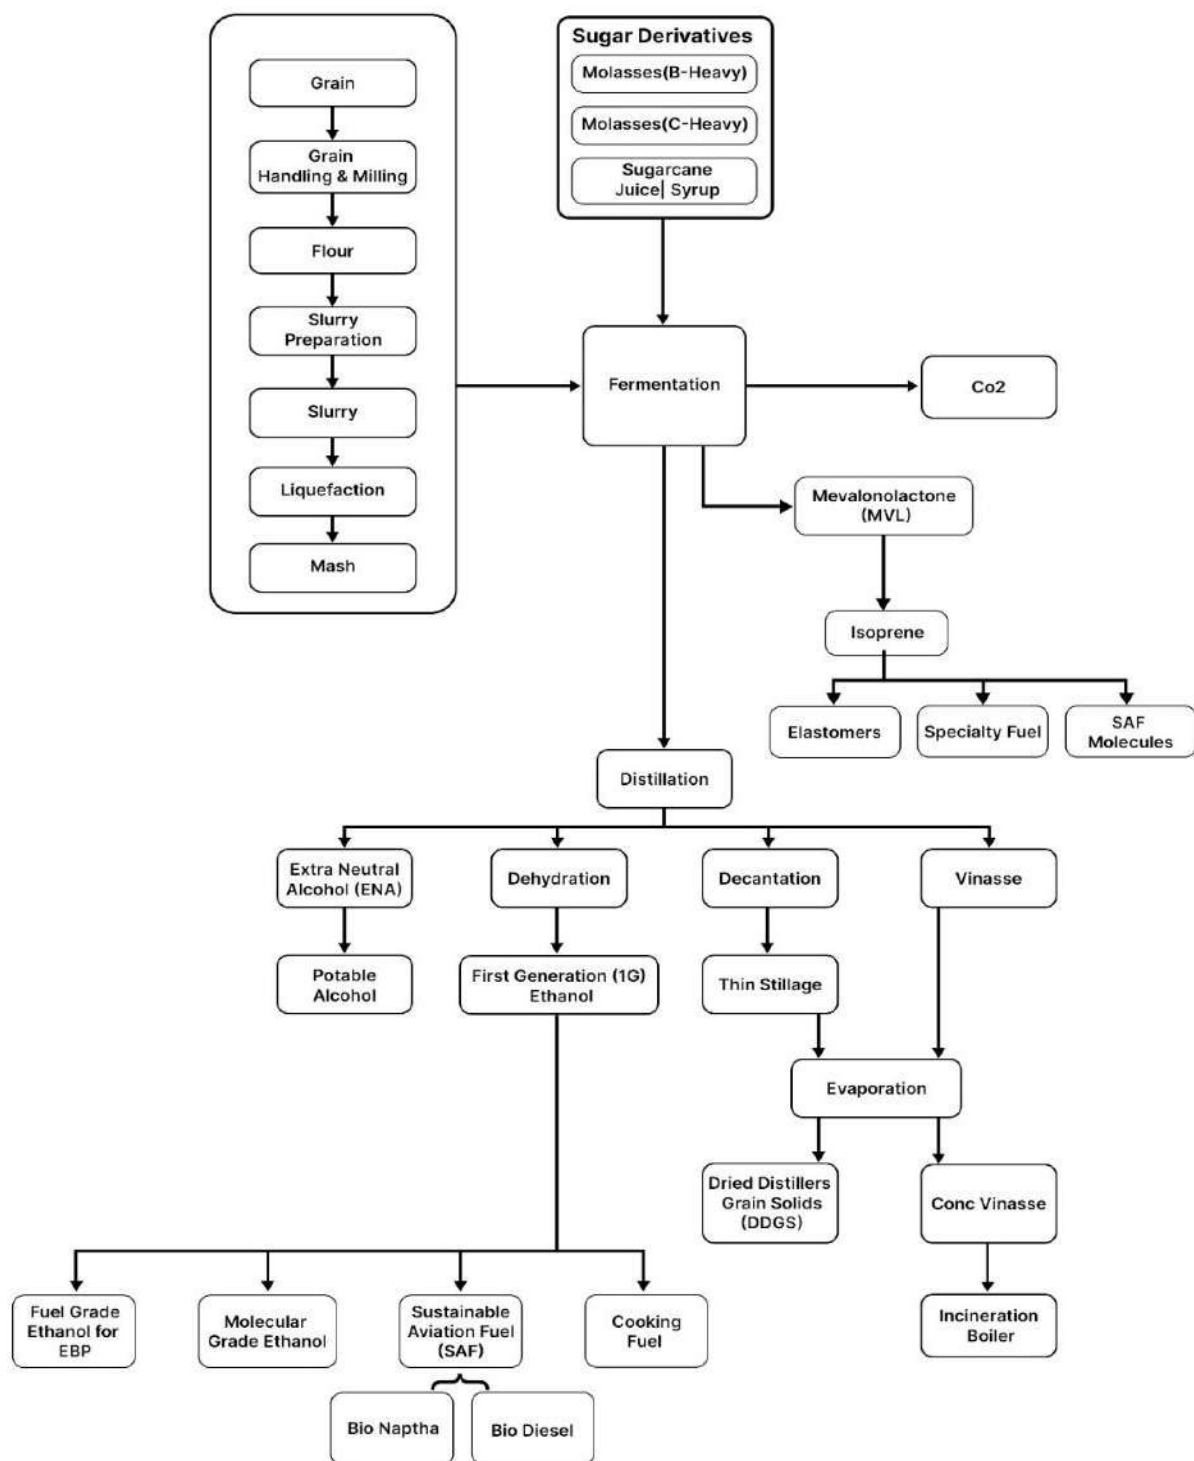 Grain
Grain
Handling & Milling
Flour
Slurry
Preparation
Slurry
Liquefaction
Mash
Sugar Derivatives
Molasses(B-Heavy)
Molasses(C-Heavy)
Sugarcane
Juice| Syrup
Fermentation
Co2
Mevalonolactone
(MVL)
Isoprene
Elastomers
Specialty Fuel
SAF
Molecules
Distillation
Extra Neutral
Alcohol (ENA)
Dehydration
Decantation
Vinasse
Potable
Alcohol
First Generation (1G)
Ethanol
Thin Stillage
Evaporation
Dried Distillers
Grain Solids
(DDGS)
Conc Vinasse
Incineration
Boiler
Fuel Grade
Ethanol for
EBP
Molecular
Grade Ethanol
Sustainable
Aviation Fuel
(SAF)
Cooking
Fuel
Bio Naptha
Bio Diesel